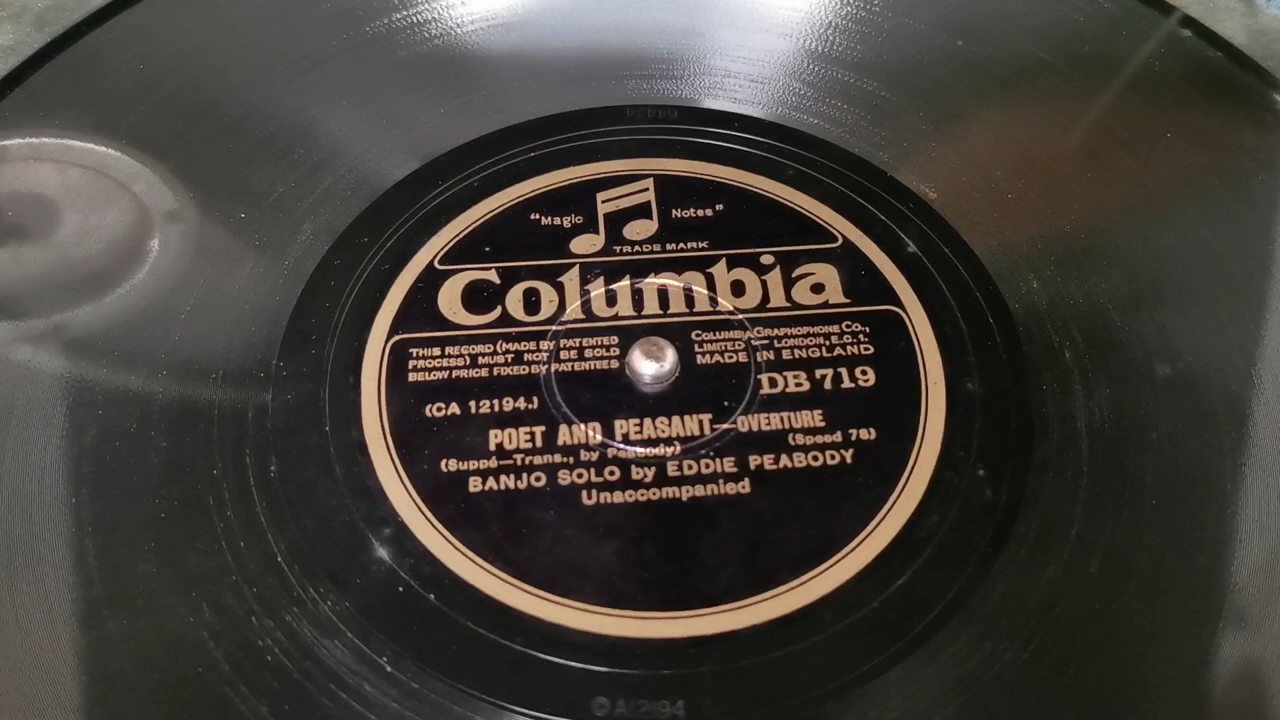 "Magic Notes"
TRADE MARK
Columbia
THIS RECORD (MADE BY PATENTED
PROCESS) MUST NOT BE SOLD
BELOW PRICE FIXED BY PATENTEES
COLUMBIA GRAPHOPHONE CO.,
LIMITED — LONDON, E.C.1.
MADE IN ENGLAND
DB 719
(CA 12194.)
POET AND PEASANT—OVERTURE
(Suppé—Trans., by Peabody) (Speed 78)
BANJO SOLO by EDDIE PEABODY
Unaccompanied